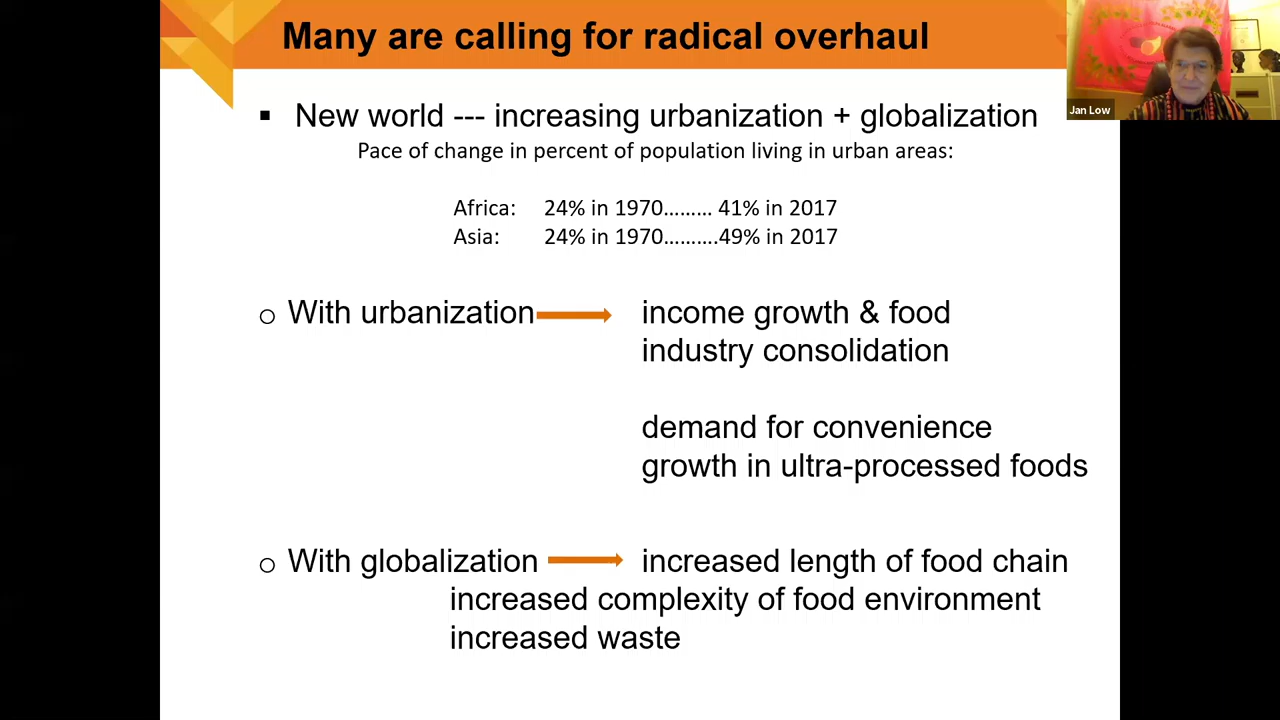 Many are calling for radical overhaul
Jan Low
▪ New world --- increasing urbanization + globalization
Pace of change in percent of population living in urban areas:
Africa: 24% in 1970……… 41% in 2017
Asia: 24% in 1970……….49% in 2017
o With urbanization income growth & food
industry consolidation
demand for convenience
growth in ultra-processed foods
o With globalization increased length of food chain
increased complexity of food environment
increased waste